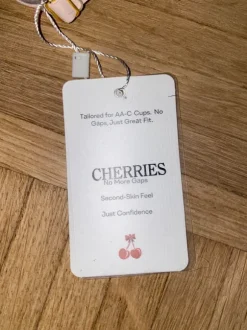 Tailored for AA-C Cups. No
Gaps, Just Great Fit.
CHERRIES
No More Gaps
Second-Skin Feel
Just Confidence